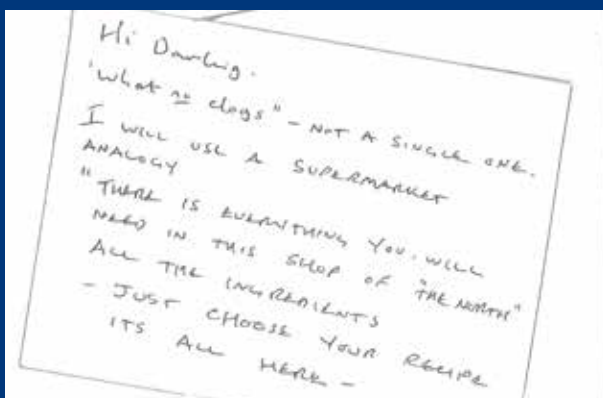 Hi Darling.
'What no clogs" - NOT A SINGLE ONE.
I WILL USE A SUPERMARKET
ANALOGY
"THERE IS EVERYTHING YOU. WILL
NEED IN THIS SHOP OF "THE NORTH"
ALL THE INGREDIENTS
- JUST CHOOSE YOUR RECIPE
ITS ALL HERE -